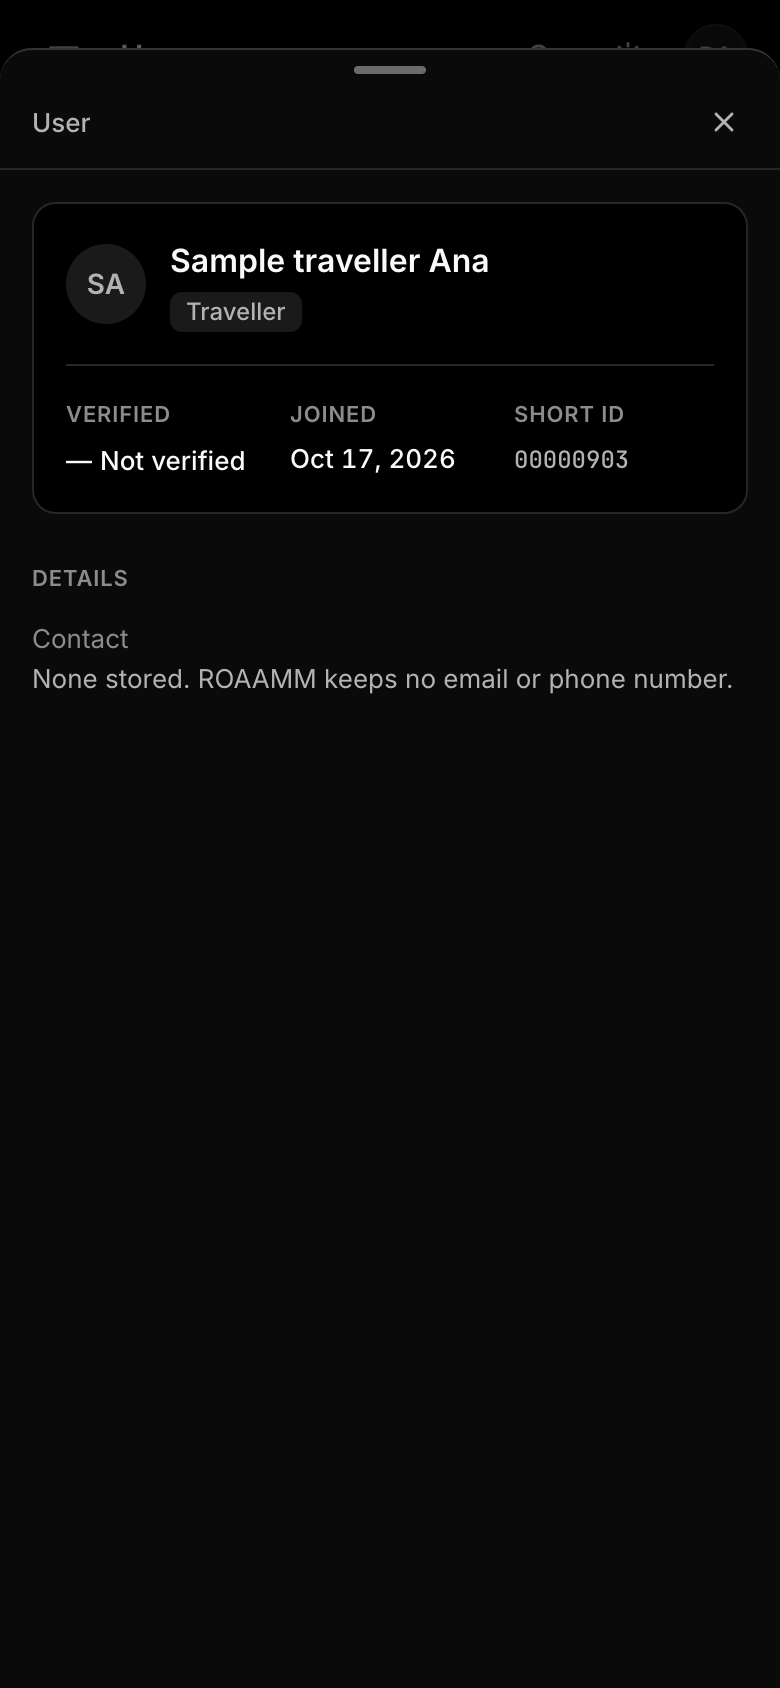 User
SA
Sample traveller Ana
Traveller
VERIFIED JOINED SHORT ID
— Not verified Oct 17, 2026 00000903
DETAILS
Contact
None stored. ROAAMM keeps no email or phone number.